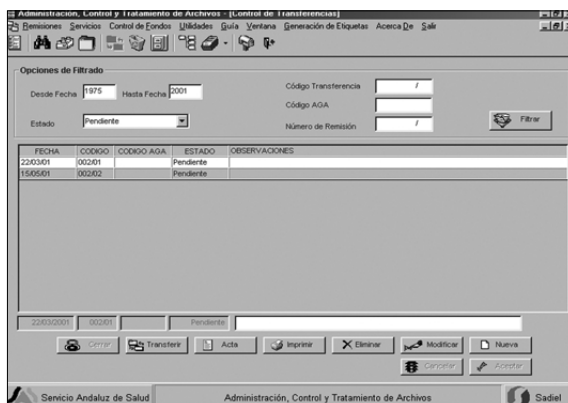 Administración, Control y Tratamiento de Archivos - [Control de Transferencias]
Remisiones Servicios Control de Fondos Utilidades Guía Ventana Generación de Etiquetas Acerca De Salir
Opciones de Filtrado
Desde Fecha 1975 Hasta Fecha 2001
Código Transferencia /
Código AGA
Estado Pendiente
Número de Remisión /
Filtrar
FECHA CODIGO CODIGO AGA ESTADO OBSERVACIONES
22/03/01 002/01 Pendiente
15/05/01 002/02 Pendiente
22/03/2001 002/01 Pendiente
Cerrar Transferir Acta Imprimir Eliminar Modificar Nueva
Cancelar Aceptar
Servicio Andaluz de Salud Administración, Control y Tratamiento de Archivos Sadiel